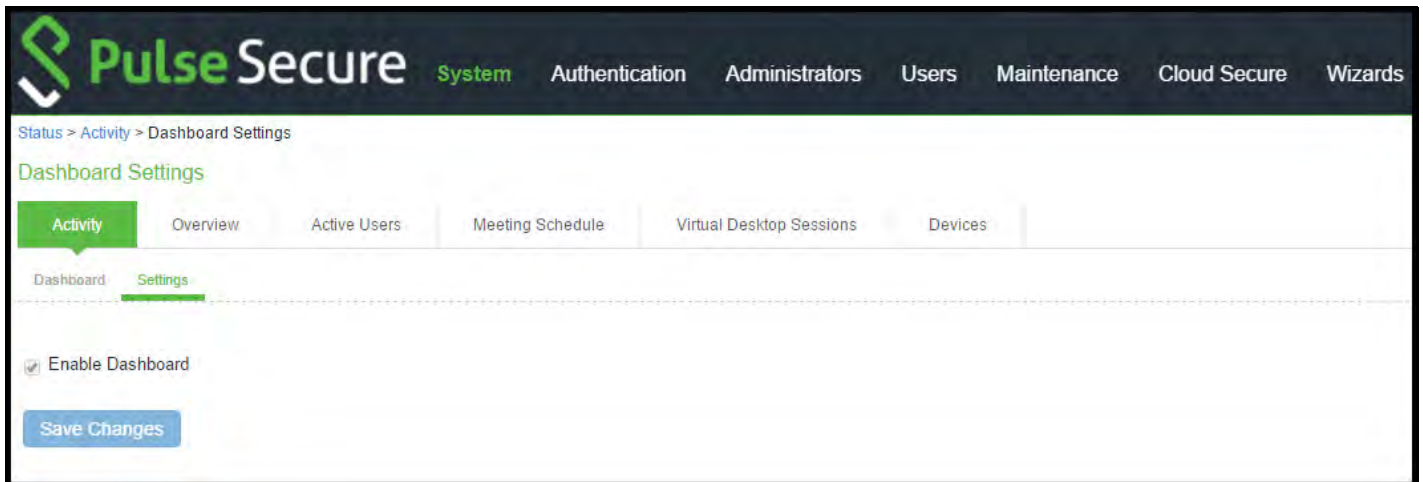 Pulse Secure System Authentication Administrators Users Maintenance Cloud Secure Wizards
Status > Activity > Dashboard Settings
Dashboard Settings
Activity Overview Active Users Meeting Schedule Virtual Desktop Sessions Devices
Dashboard Settings
Enable Dashboard
Save Changes